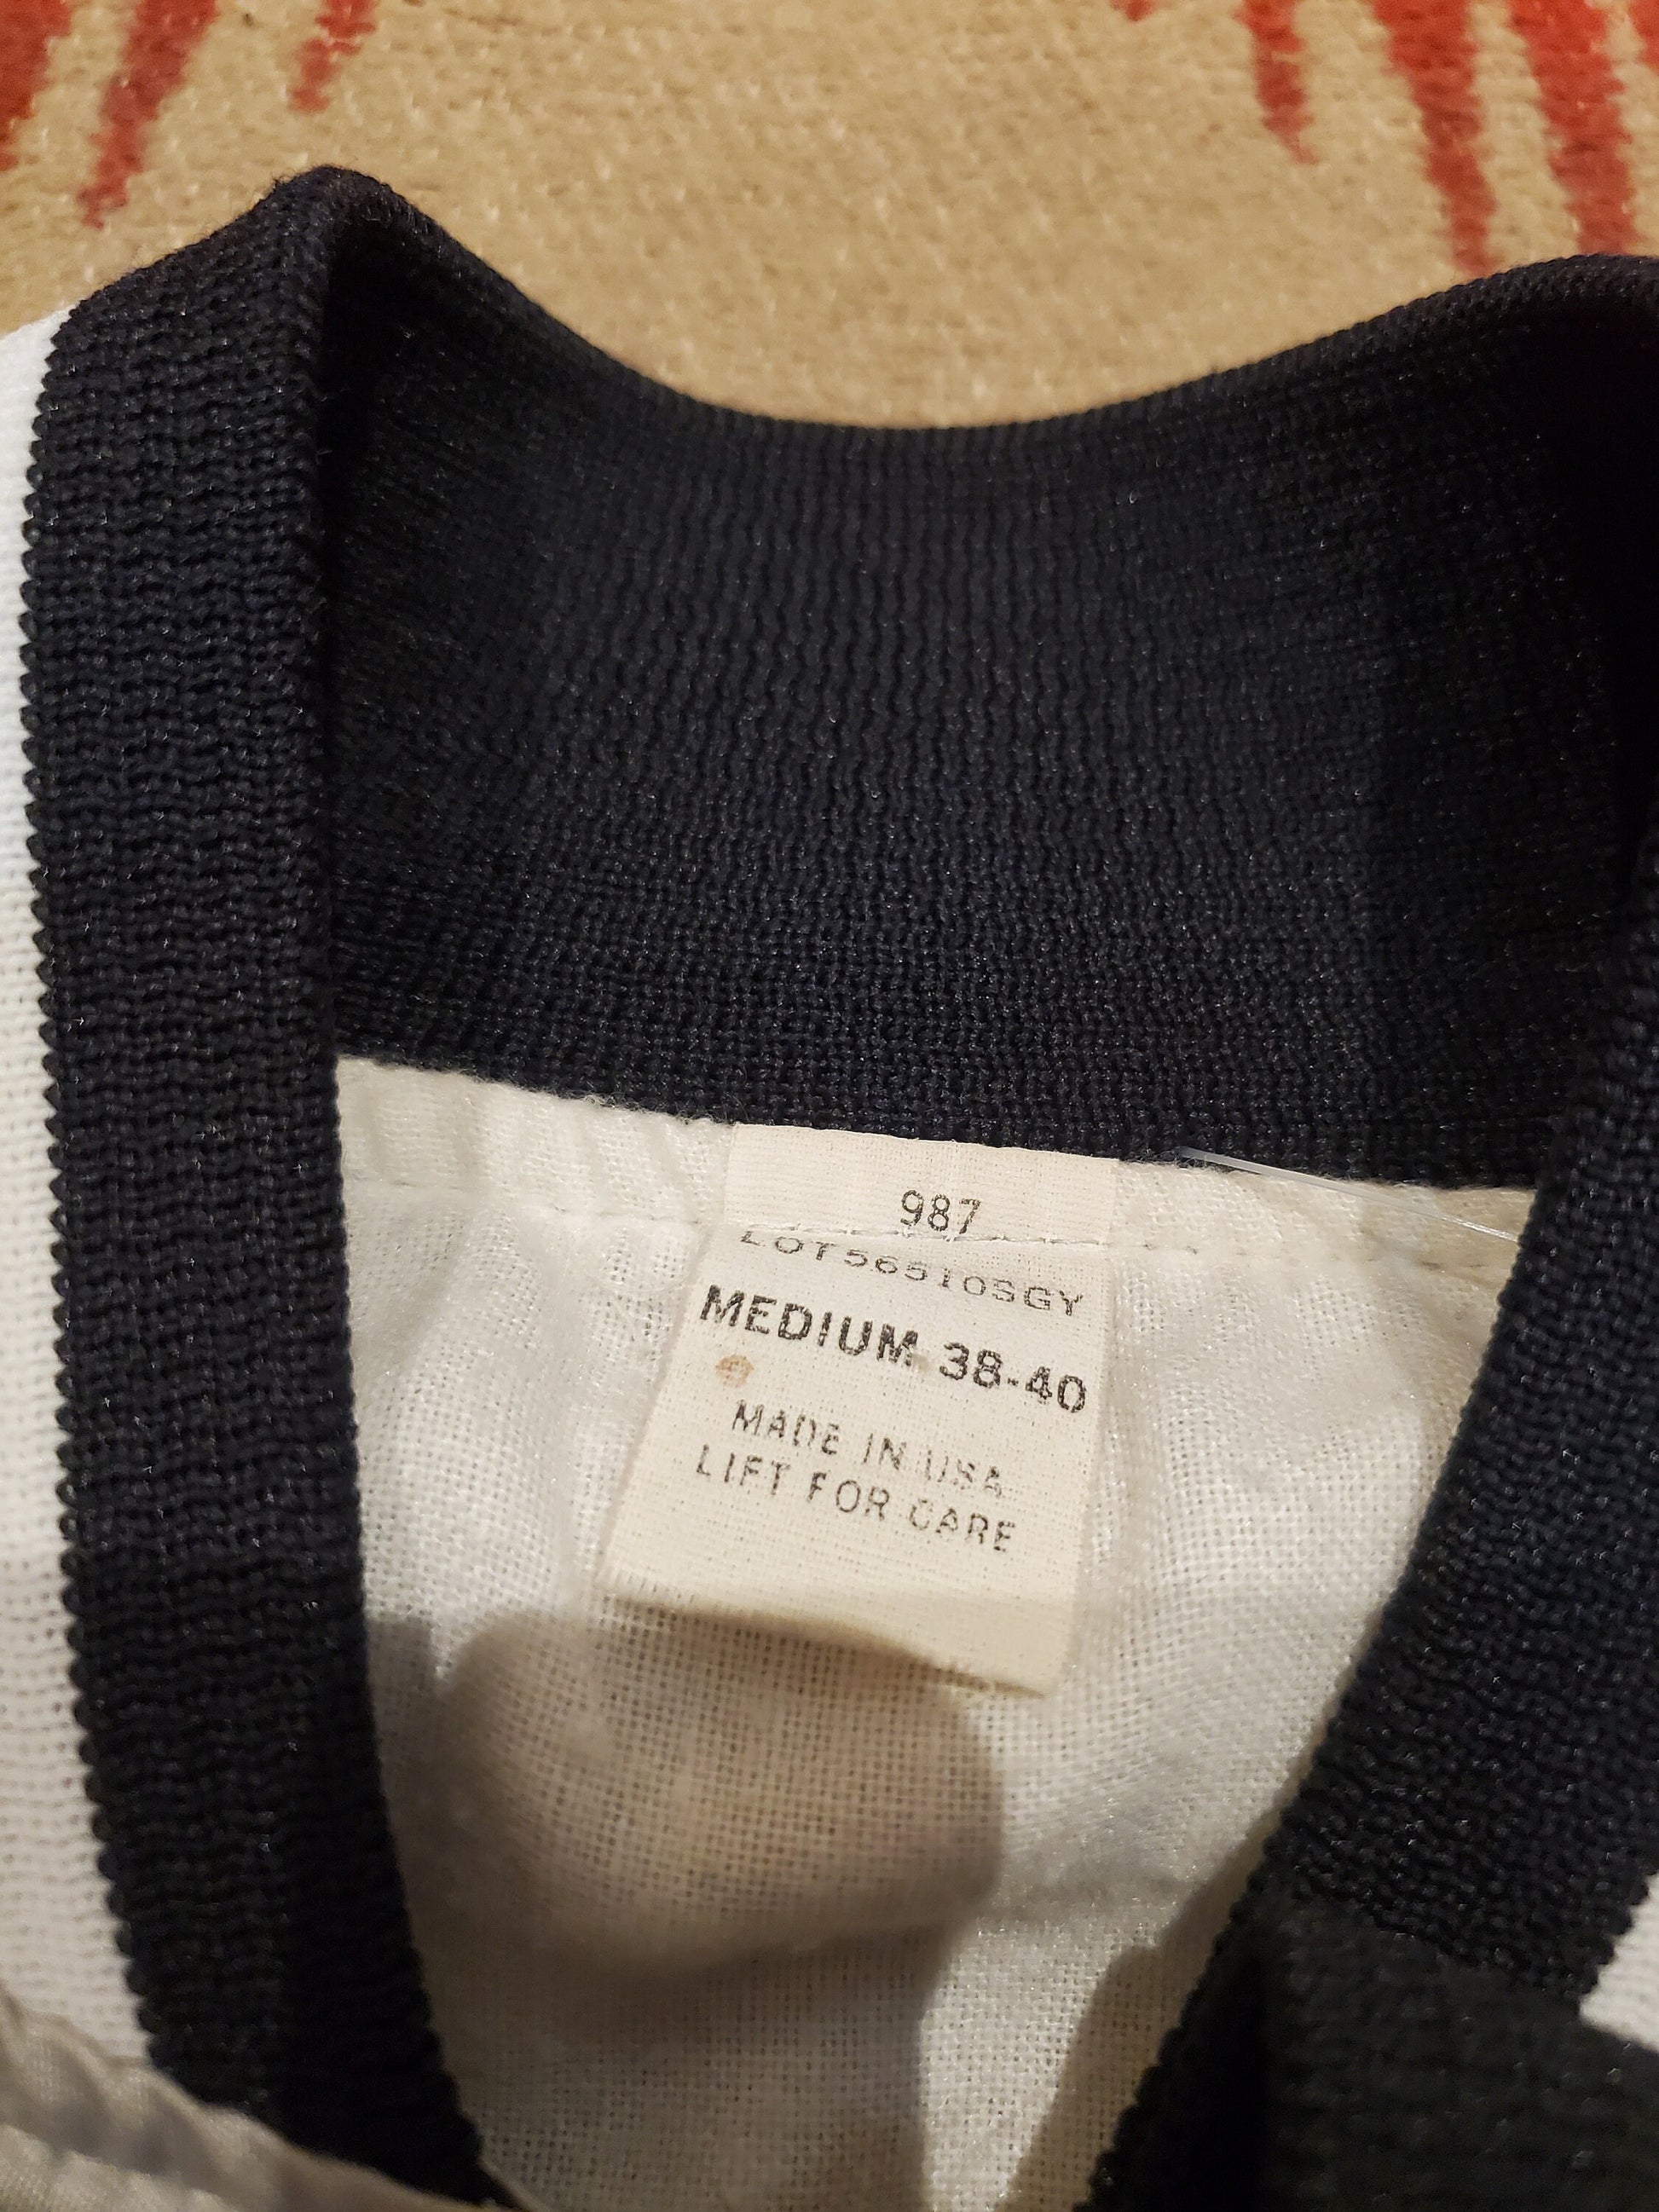 987
LOT56510SGY
MEDIUM 38-40
MADE IN USA
LIFT FOR CARE